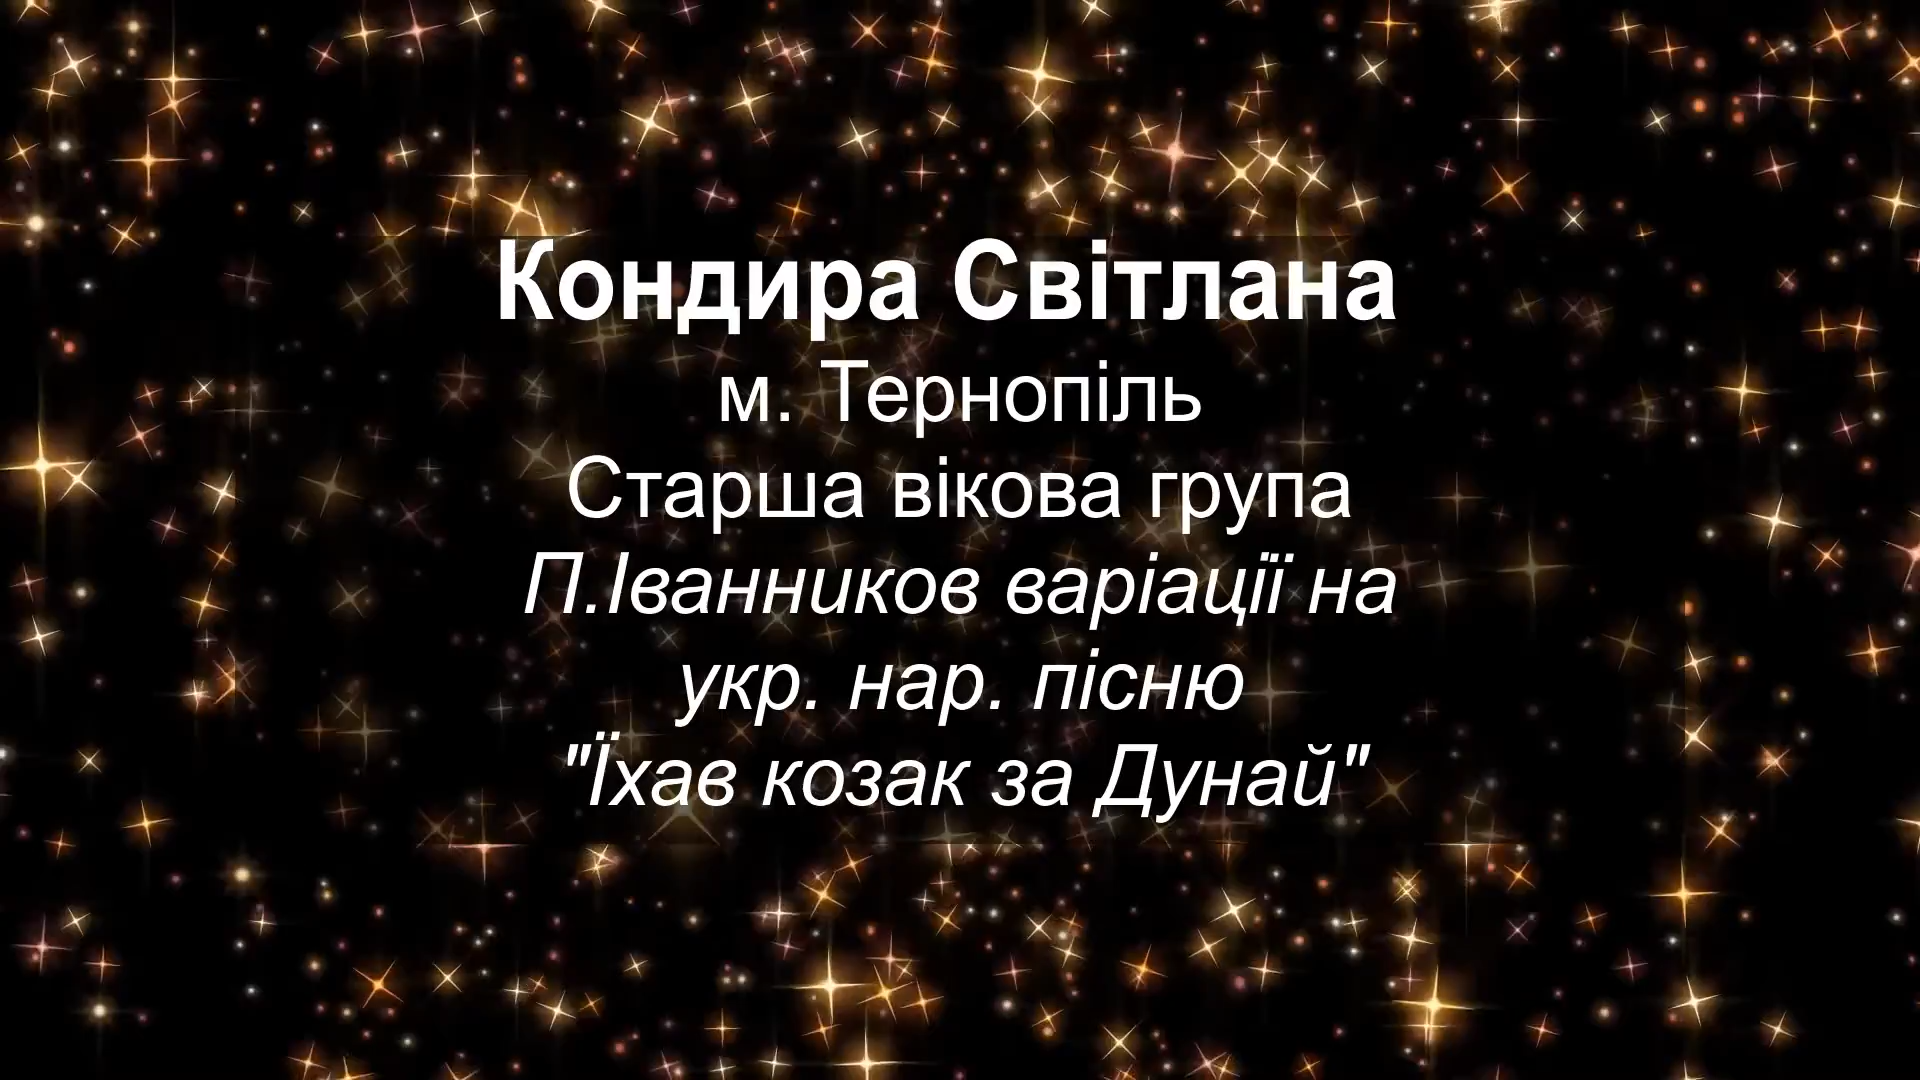 Кондира Світлана
м. Тернопіль
Старша вікова група
П.Іванников варіації на
укр. нар. пісню
"Їхав козак за Дунай"